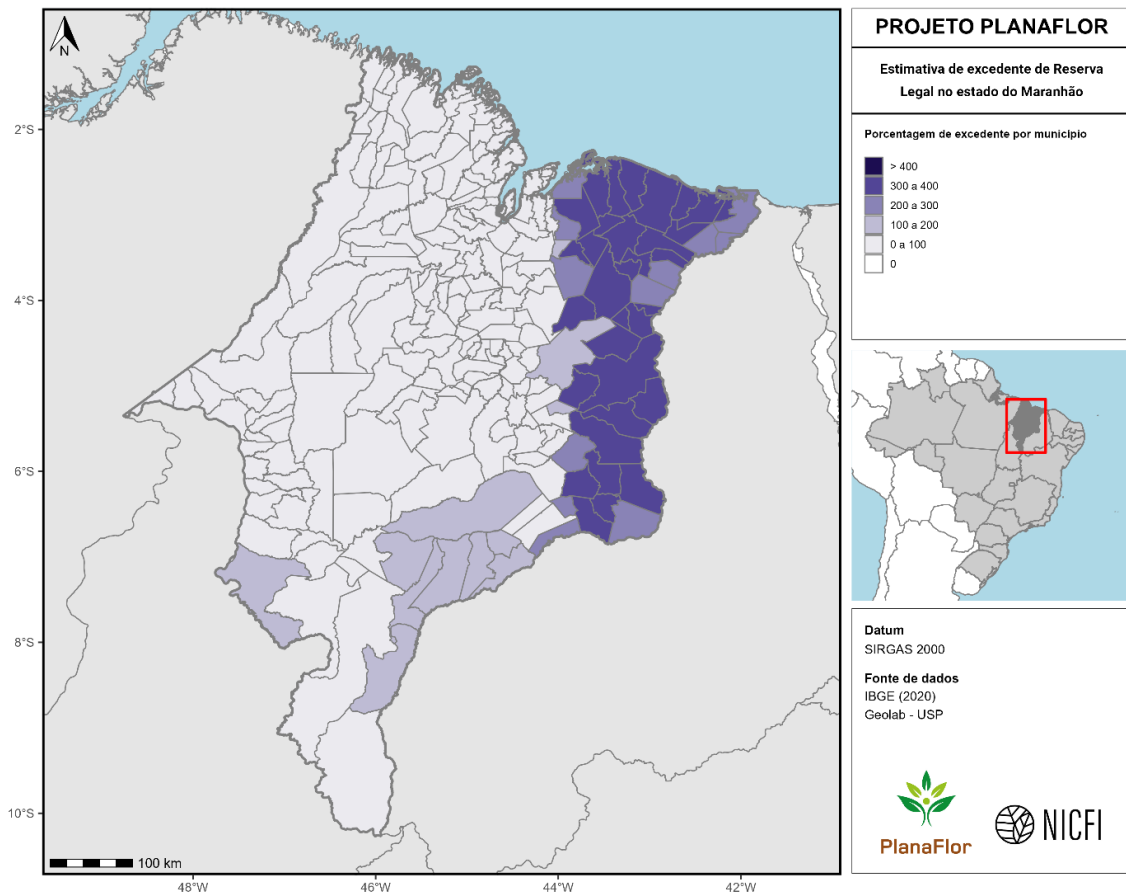 PROJETO PLANAFLOR
Estimativa de excedente de Reserva
Legal no estado do Maranhão
Porcentagem de excedente por município
> 400
300 a 400
200 a 300
100 a 200
0 a 100
0
N
2°S
4°S
6°S
8°S
10°S
100 km
48°W
46°W
44°W
42°W
Datum
SIRGAS 2000
Fonte de dados
IBGE (2020)
Geolab - USP
PlanaFlor
NICFI